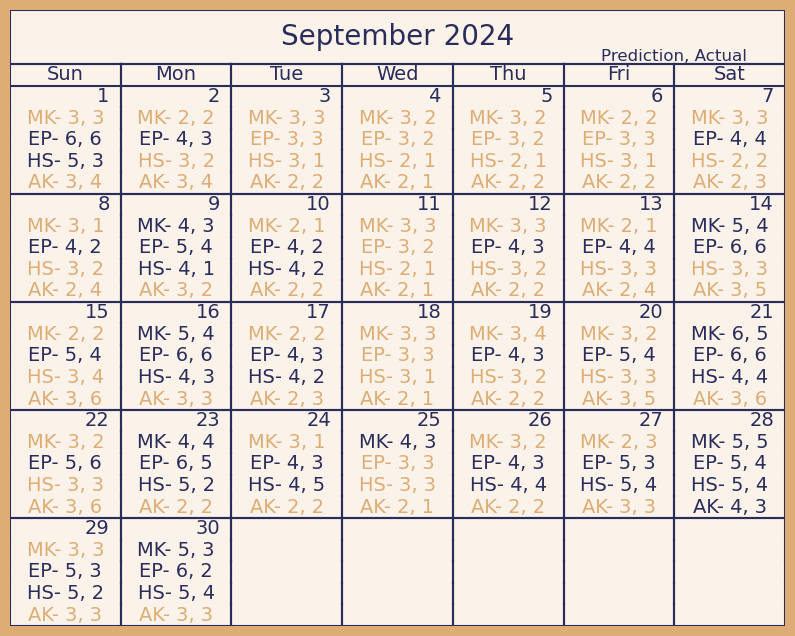 September 2024
Prediction, Actual
Sun Mon Tue Wed Thu Fri Sat
1 2 3 4 5 6 7
MK- 3, 3 MK- 2, 2 MK- 3, 3 MK- 3, 2 MK- 3, 2 MK- 2, 2 MK- 3, 3
EP- 6, 6 EP- 4, 3 EP- 3, 3 EP- 3, 2 EP- 3, 2 EP- 3, 3 EP- 4, 4
HS- 5, 3 HS- 3, 2 HS- 3, 1 HS- 2, 1 HS- 2, 1 HS- 3, 1 HS- 2, 2
AK- 3, 4 AK- 3, 4 AK- 2, 2 AK- 2, 1 AK- 2, 2 AK- 2, 2 AK- 2, 3
8 9 10 11 12 13 14
MK- 3, 1 MK- 4, 3 MK- 2, 1 MK- 3, 3 MK- 3, 3 MK- 2, 1 MK- 5, 4
EP- 4, 2 EP- 5, 4 EP- 4, 2 EP- 3, 2 EP- 4, 3 EP- 4, 4 EP- 6, 6
HS- 3, 2 HS- 4, 1 HS- 4, 2 HS- 2, 1 HS- 3, 2 HS- 3, 3 HS- 3, 3
AK- 2, 4 AK- 3, 2 AK- 2, 2 AK- 2, 1 AK- 2, 2 AK- 2, 4 AK- 3, 5
15 16 17 18 19 20 21
MK- 2, 2 MK- 5, 4 MK- 2, 2 MK- 3, 3 MK- 3, 4 MK- 3, 2 MK- 6, 5
EP- 5, 4 EP- 6, 6 EP- 4, 3 EP- 3, 3 EP- 4, 3 EP- 5, 4 EP- 6, 6
HS- 3, 4 HS- 4, 3 HS- 4, 2 HS- 3, 1 HS- 3, 2 HS- 3, 3 HS- 4, 4
AK- 3, 6 AK- 3, 3 AK- 2, 3 AK- 2, 1 AK- 2, 2 AK- 3, 5 AK- 3, 6
22 23 24 25 26 27 28
MK- 3, 2 MK- 4, 4 MK- 3, 1 MK- 4, 3 MK- 3, 2 MK- 2, 3 MK- 5, 5
EP- 5, 6 EP- 6, 5 EP- 4, 3 EP- 3, 3 EP- 4, 3 EP- 5, 3 EP- 5, 4
HS- 3, 3 HS- 5, 2 HS- 4, 5 HS- 3, 3 HS- 4, 4 HS- 5, 4 HS- 5, 4
AK- 3, 6 AK- 2, 2 AK- 2, 2 AK- 2, 1 AK- 2, 2 AK- 3, 3 AK- 4, 3
29 30
MK- 3, 3 MK- 5, 3
EP- 5, 3 EP- 6, 2
HS- 5, 2 HS- 5, 4
AK- 3, 3 AK- 3, 3